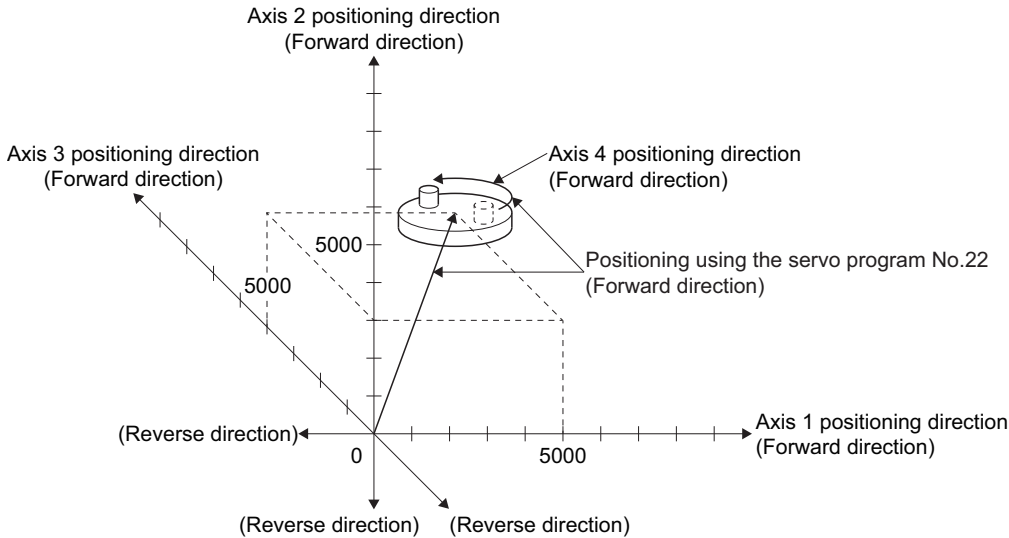 Axis 2 positioning direction
(Forward direction)
Axis 3 positioning direction
(Forward direction)
Axis 4 positioning direction
(Forward direction)
5000
5000
Positioning using the servo program No.22
(Forward direction)
(Reverse direction)
Axis 1 positioning direction
(Forward direction)
0
5000
(Reverse direction)
(Reverse direction)